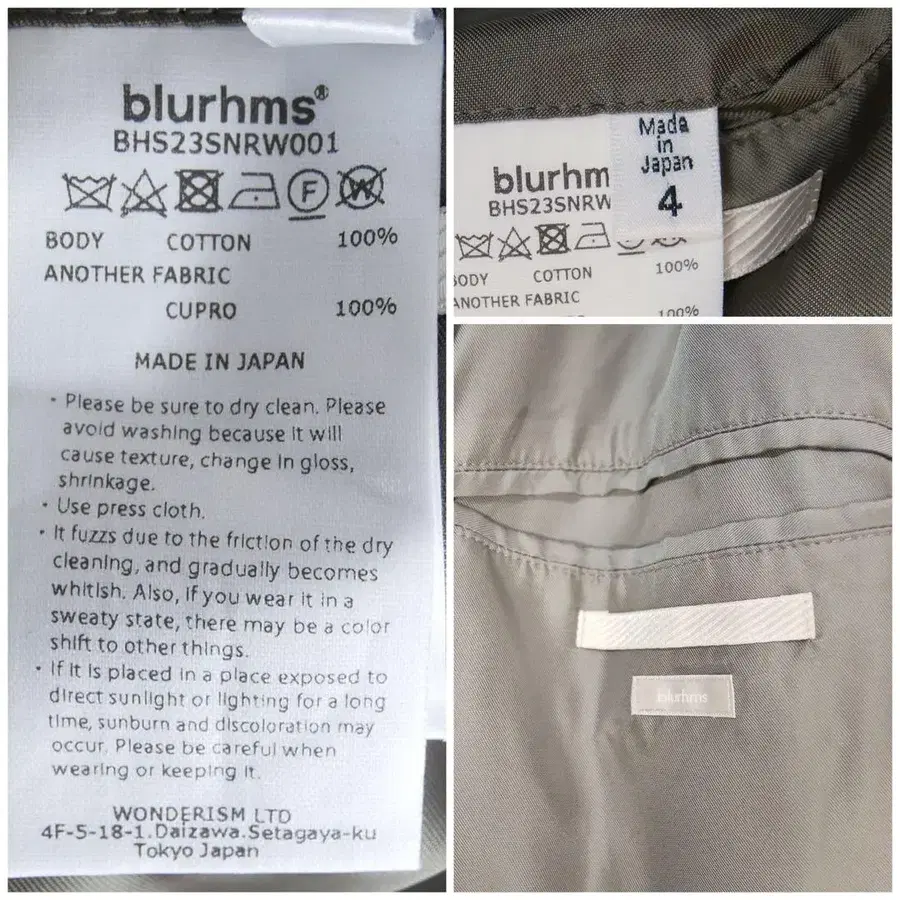 blurhms®
BHS23SNRW001
F W
BODY COTTON 100%
ANOTHER FABRIC
CUPRO 100%
MADE IN JAPAN
· Please be sure to dry clean. Please
avoid washing because it will
cause texture, change in gloss,
shrinkage.
· Use press cloth.
· It fuzzs due to the friction of the dry
cleaning, and gradually becomes
whitish. Also, if you wear it in a
sweaty state, there may be a color
shift to other things.
· If it is placed in a place exposed to
direct sunlight or lighting for a long
time, sunburn and discoloration may
occur. Please be careful when
wearing or keeping it.
WONDERISM LTD
4F-5-18-1.Daizawa.Setagaya-ku
Tokyo Japan
Made
in
Japan
4
blurhm
BHS23SNRW
BODY COTTON 100%
ANOTHER FABRIC
100%
blurhms